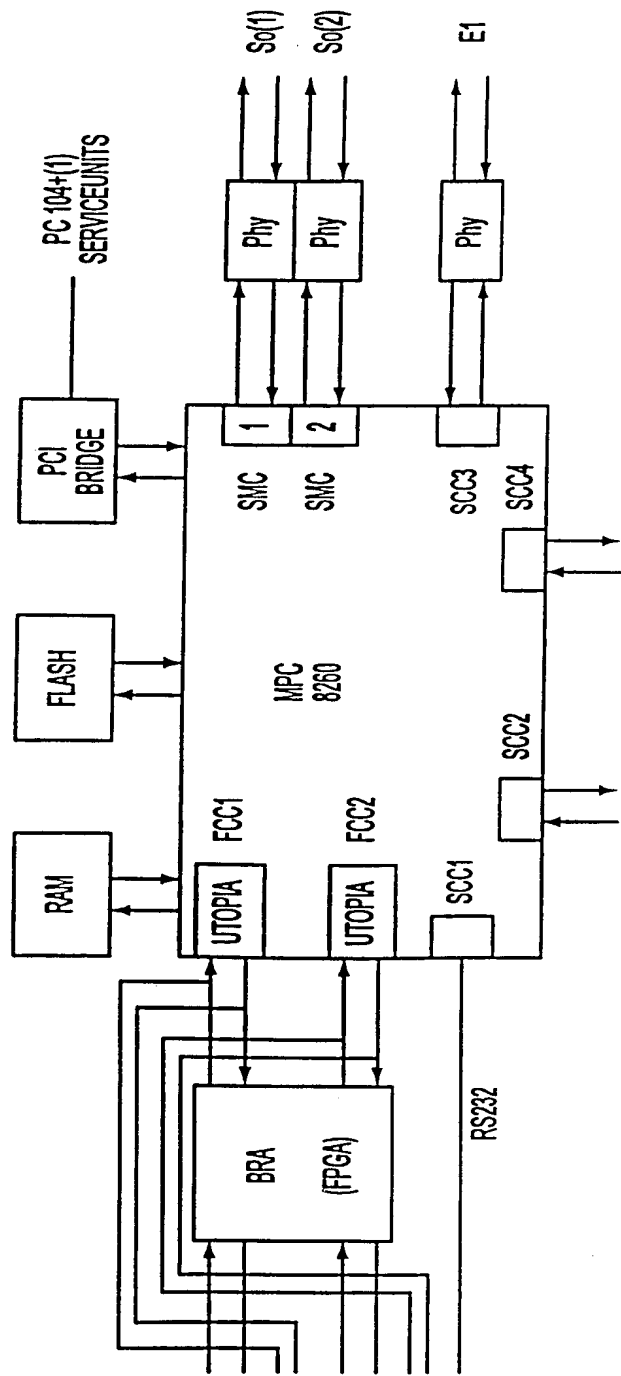 PC 104+(1)
SERVICEUNITS
RAM
FLASH
PCI
BRIDGE
BRA
(FPGA)
UTOPIA
FCC1
UTOPIA
FCC2
MPC
8260
SMC
1
Phy
So(1)
SMC
2
Phy
So(2)
SCC3
Phy
E1
RS232
SCC1
SCC2
SCC4